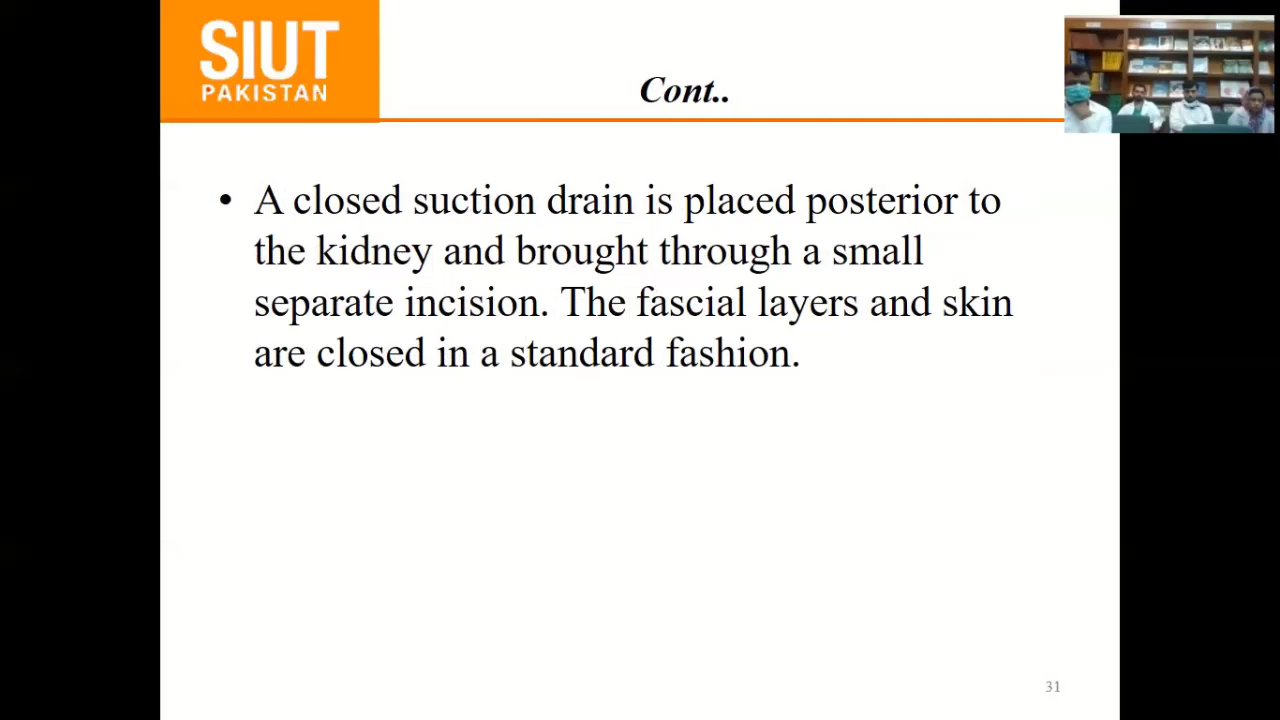 SIUT
PAKISTAN
Cont..
• A closed suction drain is placed posterior to
the kidney and brought through a small
separate incision. The fascial layers and skin
are closed in a standard fashion.
31